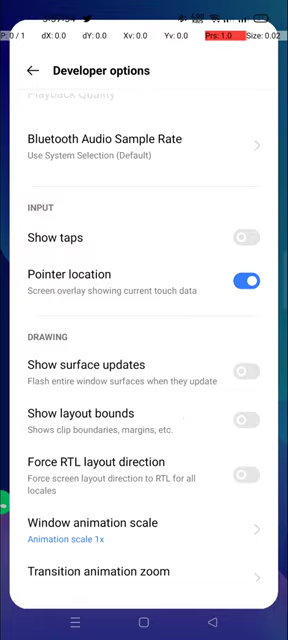 P: 0 / 1 dX: 0.0 dY: 0.0 Xv: 0.0 Yv: 0.0 Prs: 1.0 Size: 0.02
Developer options
Playback Quality
Bluetooth Audio Sample Rate
Use System Selection (Default)
INPUT
Show taps
Pointer location
Screen overlay showing current touch data
DRAWING
Show surface updates
Flash entire window surfaces when they update
Show layout bounds
Shows clip boundaries, margins, etc.
Force RTL layout direction
Force screen layout direction to RTL for all
locales
Window animation scale
Animation scale 1x
Transition animation zoom